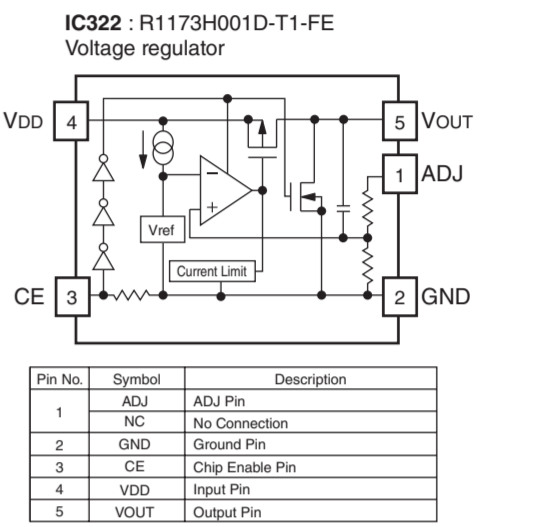 IC322 : R1173H001D-T1-FE
Voltage regulator
VDD 4 5 VOUT
1 ADJ
Vref
Current Limit
CE 3 2 GND
Pin No. Symbol Description
1 ADJ ADJ Pin
NC No Connection
2 GND Ground Pin
3 CE Chip Enable Pin
4 VDD Input Pin
5 VOUT Output Pin